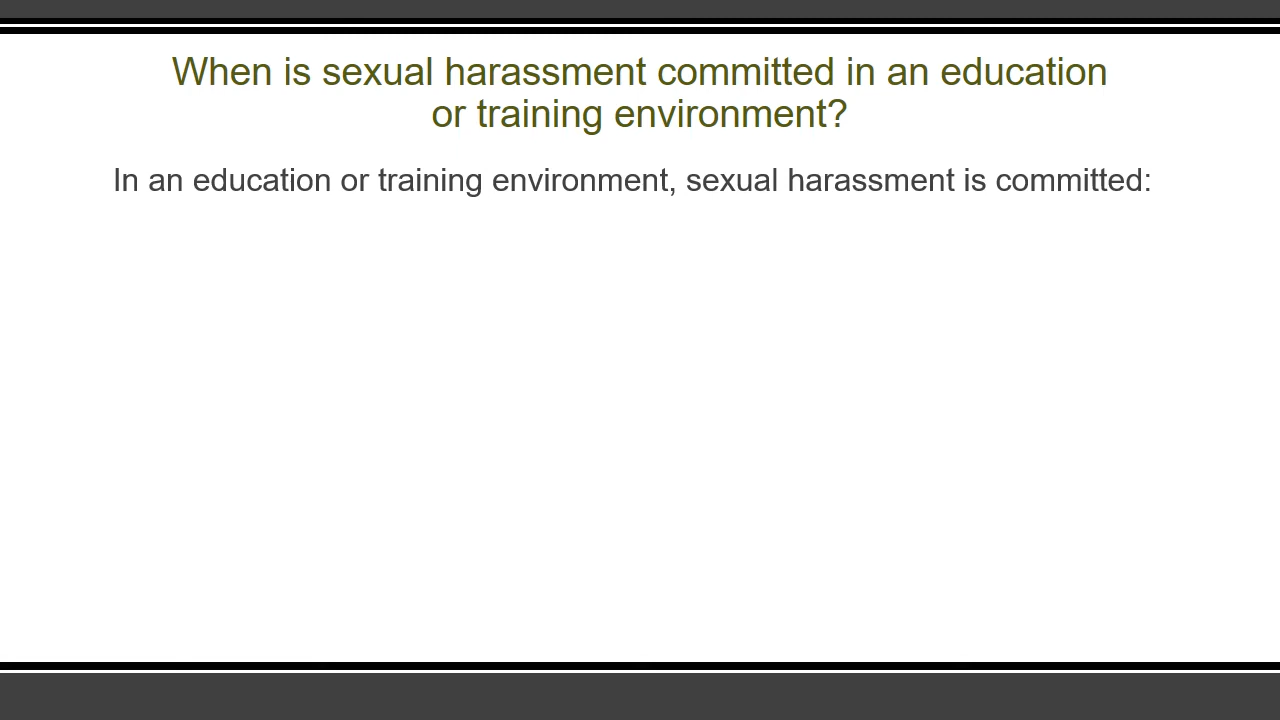 When is sexual harassment committed in an education
or training environment?
In an education or training environment, sexual harassment is committed: